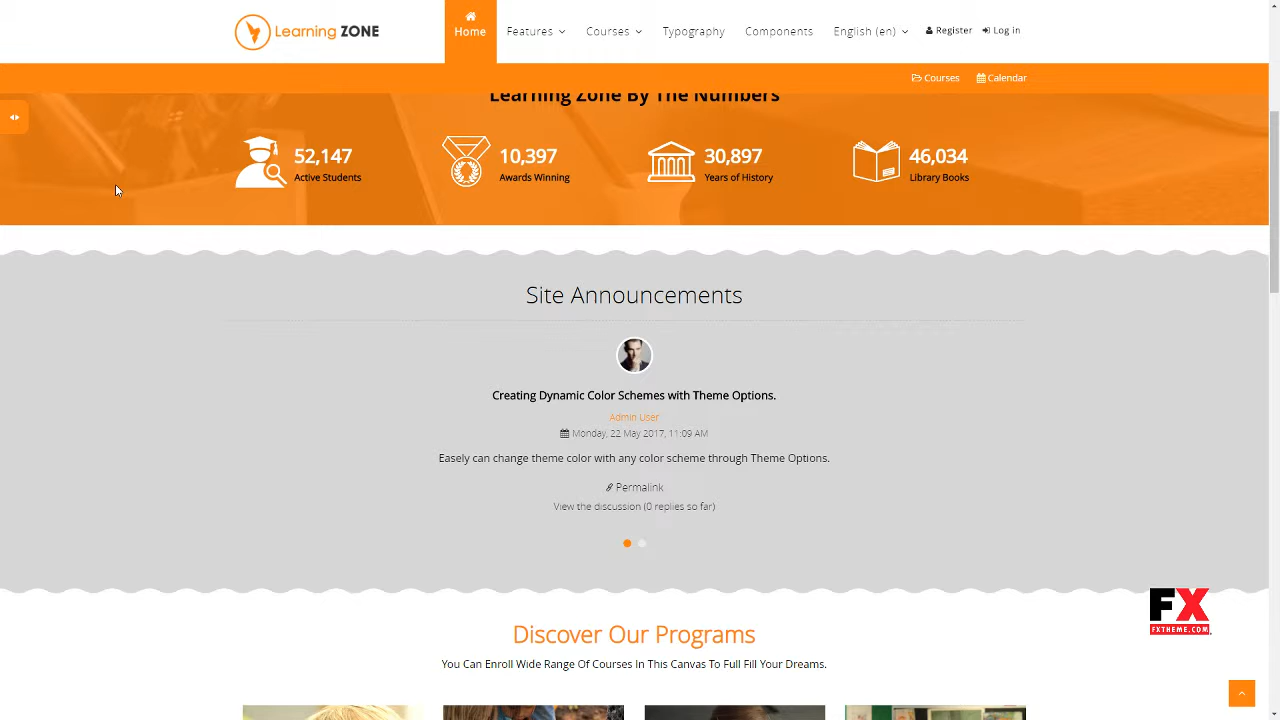 Learning ZONE
Home
Features
Courses
Typography
Components
English (en)
Register
Log in
Courses
Calendar
Learning Zone By The Numbers
52,147
Active Students
10,397
Awards Winning
30,897
Years of History
46,034
Library Books
Site Announcements
Creating Dynamic Color Schemes with Theme Options.
Admin User
Monday, 22 May 2017, 11:09 AM
Easely can change theme color with any color scheme through Theme Options.
Permalink
View the discussion (0 replies so far)
FX
FXTHEME.COM
Discover Our Programs
You Can Enroll Wide Range Of Courses In This Canvas To Full Fill Your Dreams.